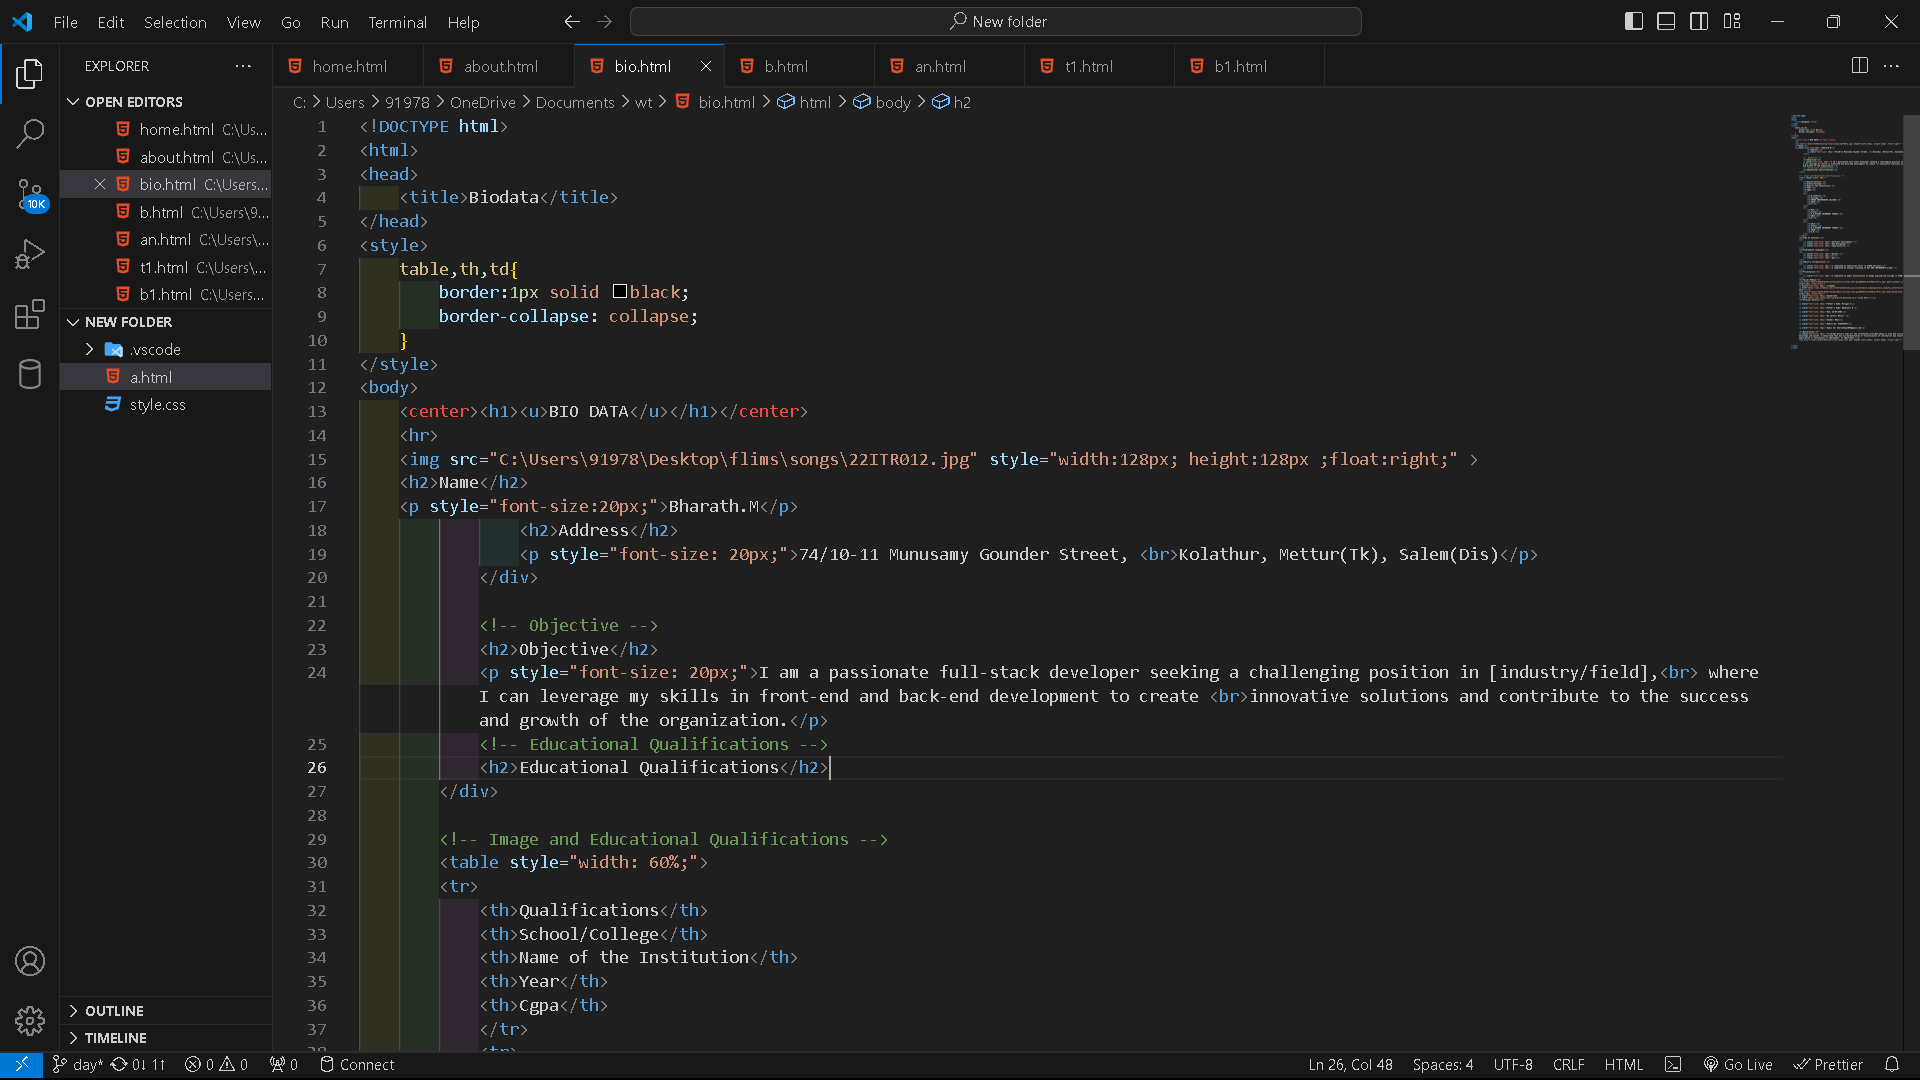 File Edit Selection View Go Run Terminal Help
New folder
EXPLORER
OPEN EDITORS
home.html C:\Us...
about.html C:\Us...
bio.html C:\Users...
b.html C:\Users\9...
an.html C:\Users\...
t1.html C:\Users\...
b1.html C:\Users...
NEW FOLDER
.vscode
a.html
style.css
10K
OUTLINE
TIMELINE
home.html about.html bio.html b.html an.html t1.html b1.html
C: > Users > 91978 > OneDrive > Documents > wt > bio.html > html > body > h2
1 <!DOCTYPE html>
2 <html>
3 <head>
4 <title>Biodata</title>
5 </head>
6 <style>
7 table,th,td{
8 border:1px solid black;
9 border-collapse: collapse;
10 }
11 </style>
12 <body>
13 <center><h1><u>BIO DATA</u></h1></center>
14 <hr>
15 <img src="C:\Users\91978\Desktop\flims\songs\22ITR012.jpg" style="width:128px; height:128px ;float:right;" >
16 <h2>Name</h2>
17 <p style="font-size:20px;">Bharath.M</p>
18 <h2>Address</h2>
19 <p style="font-size: 20px;">74/10-11 Munusamy Gounder Street, <br>Kolathur, Mettur(Tk), Salem(Dis)</p>
20 </div>
21
22 <!-- Objective -->
23 <h2>Objective</h2>
24 <p style="font-size: 20px;">I am a passionate full-stack developer seeking a challenging position in [industry/field],<br> where
I can leverage my skills in front-end and back-end development to create <br>innovative solutions and contribute to the success
and growth of the organization.</p>
25 <!-- Educational Qualifications -->
26 <h2>Educational Qualifications</h2>
27 </div>
28
29 <!-- Image and Educational Qualifications -->
30 <table style="width: 60%;">
31 <tr>
32 <th>Qualifications</th>
33 <th>School/College</th>
34 <th>Name of the Institution</th>
35 <th>Year</th>
36 <th>Cgpa</th>
37 </tr>
day* 0↓ 1↑ 0 0 0 Connect
Ln 26, Col 48 Spaces: 4 UTF-8 CRLF HTML Go Live Prettier